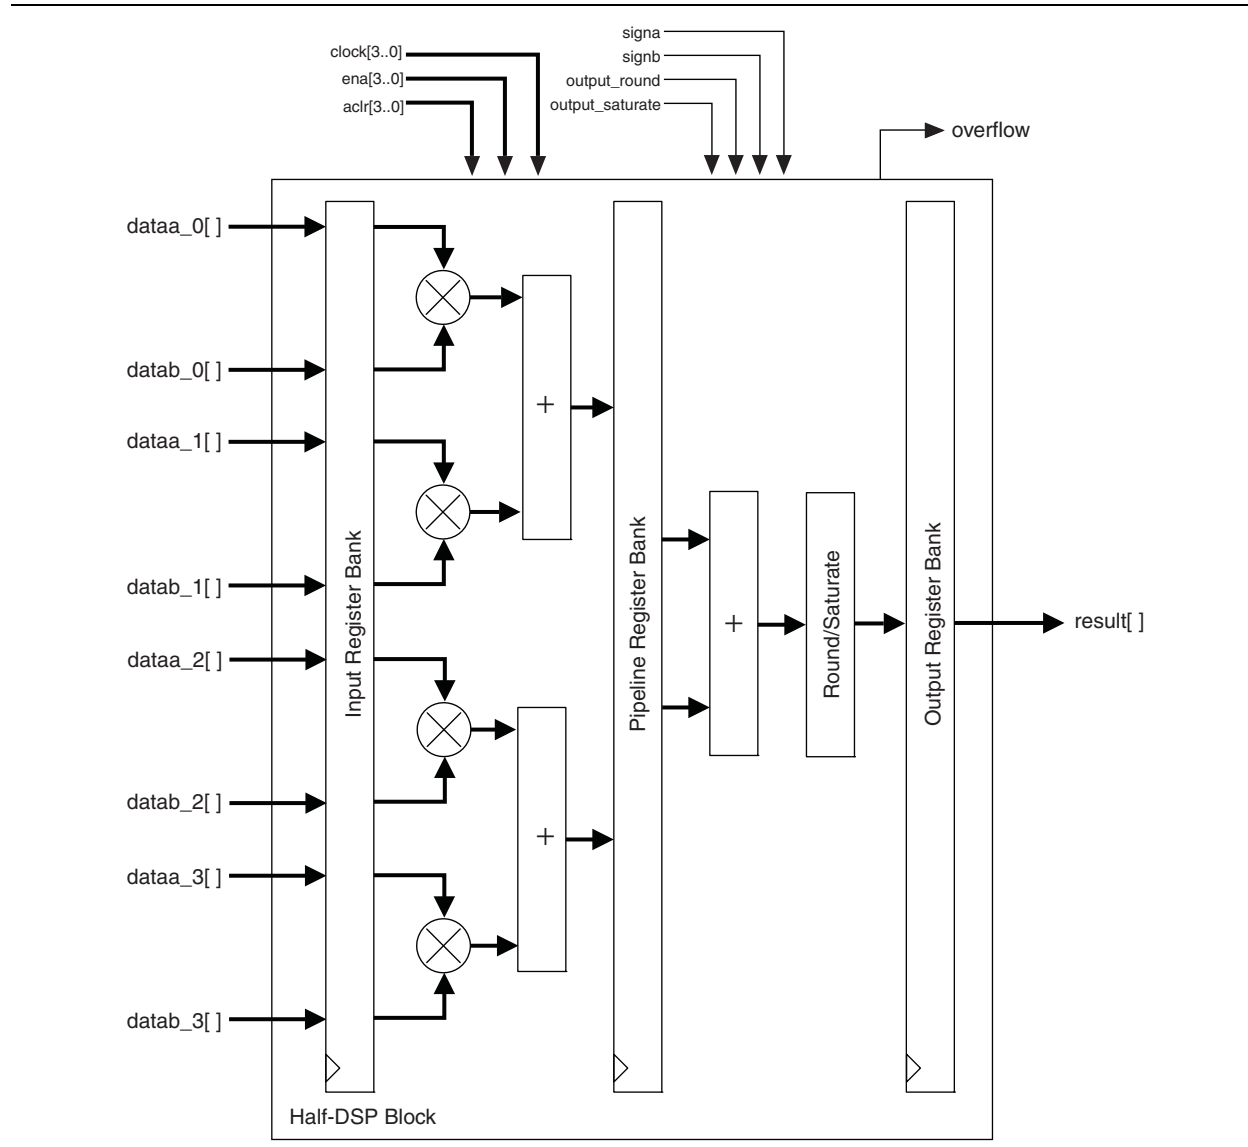 signa
clock[3..0]
signb
ena[3..0]
output_round
aclr[3..0]
output_saturate
overflow
dataa_0[ ]
datab_0[ ]
+
dataa_1[ ]
datab_1[ ]
Input Register Bank
Pipeline Register Bank
+
Round/Saturate
Output Register Bank
result[ ]
dataa_2[ ]
datab_2[ ]
+
dataa_3[ ]
datab_3[ ]
Half-DSP Block